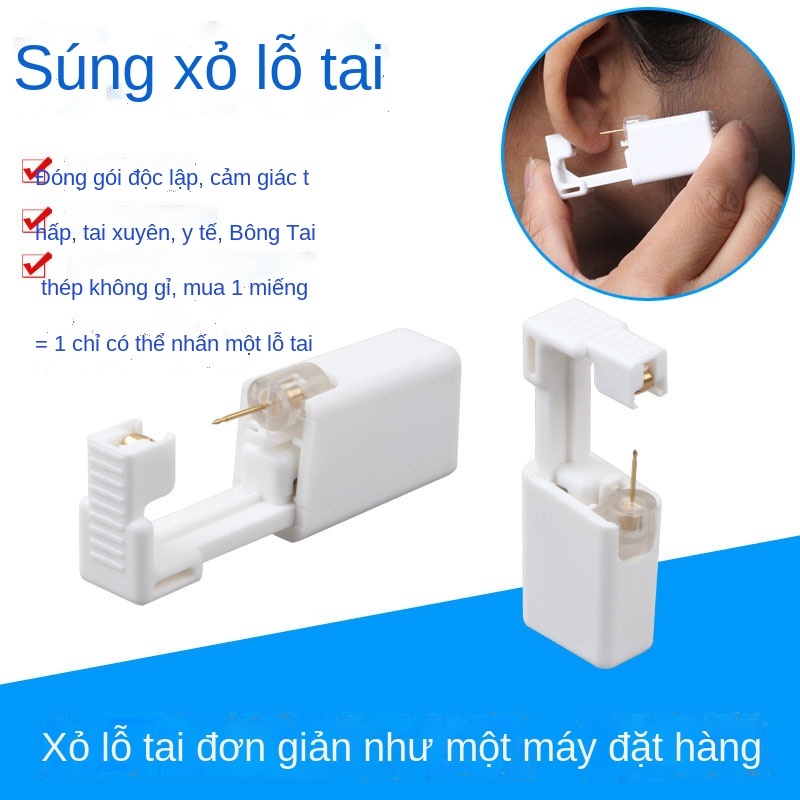 Súng xỏ lỗ tai
Đóng gói độc lập, cảm giác t
hấp, tai xuyên, y tế, Bông Tai
thép không gỉ, mua 1 miếng
= 1 chỉ có thể nhấn một lỗ tai
Xỏ lỗ tai đơn giản như một máy đặt hàng